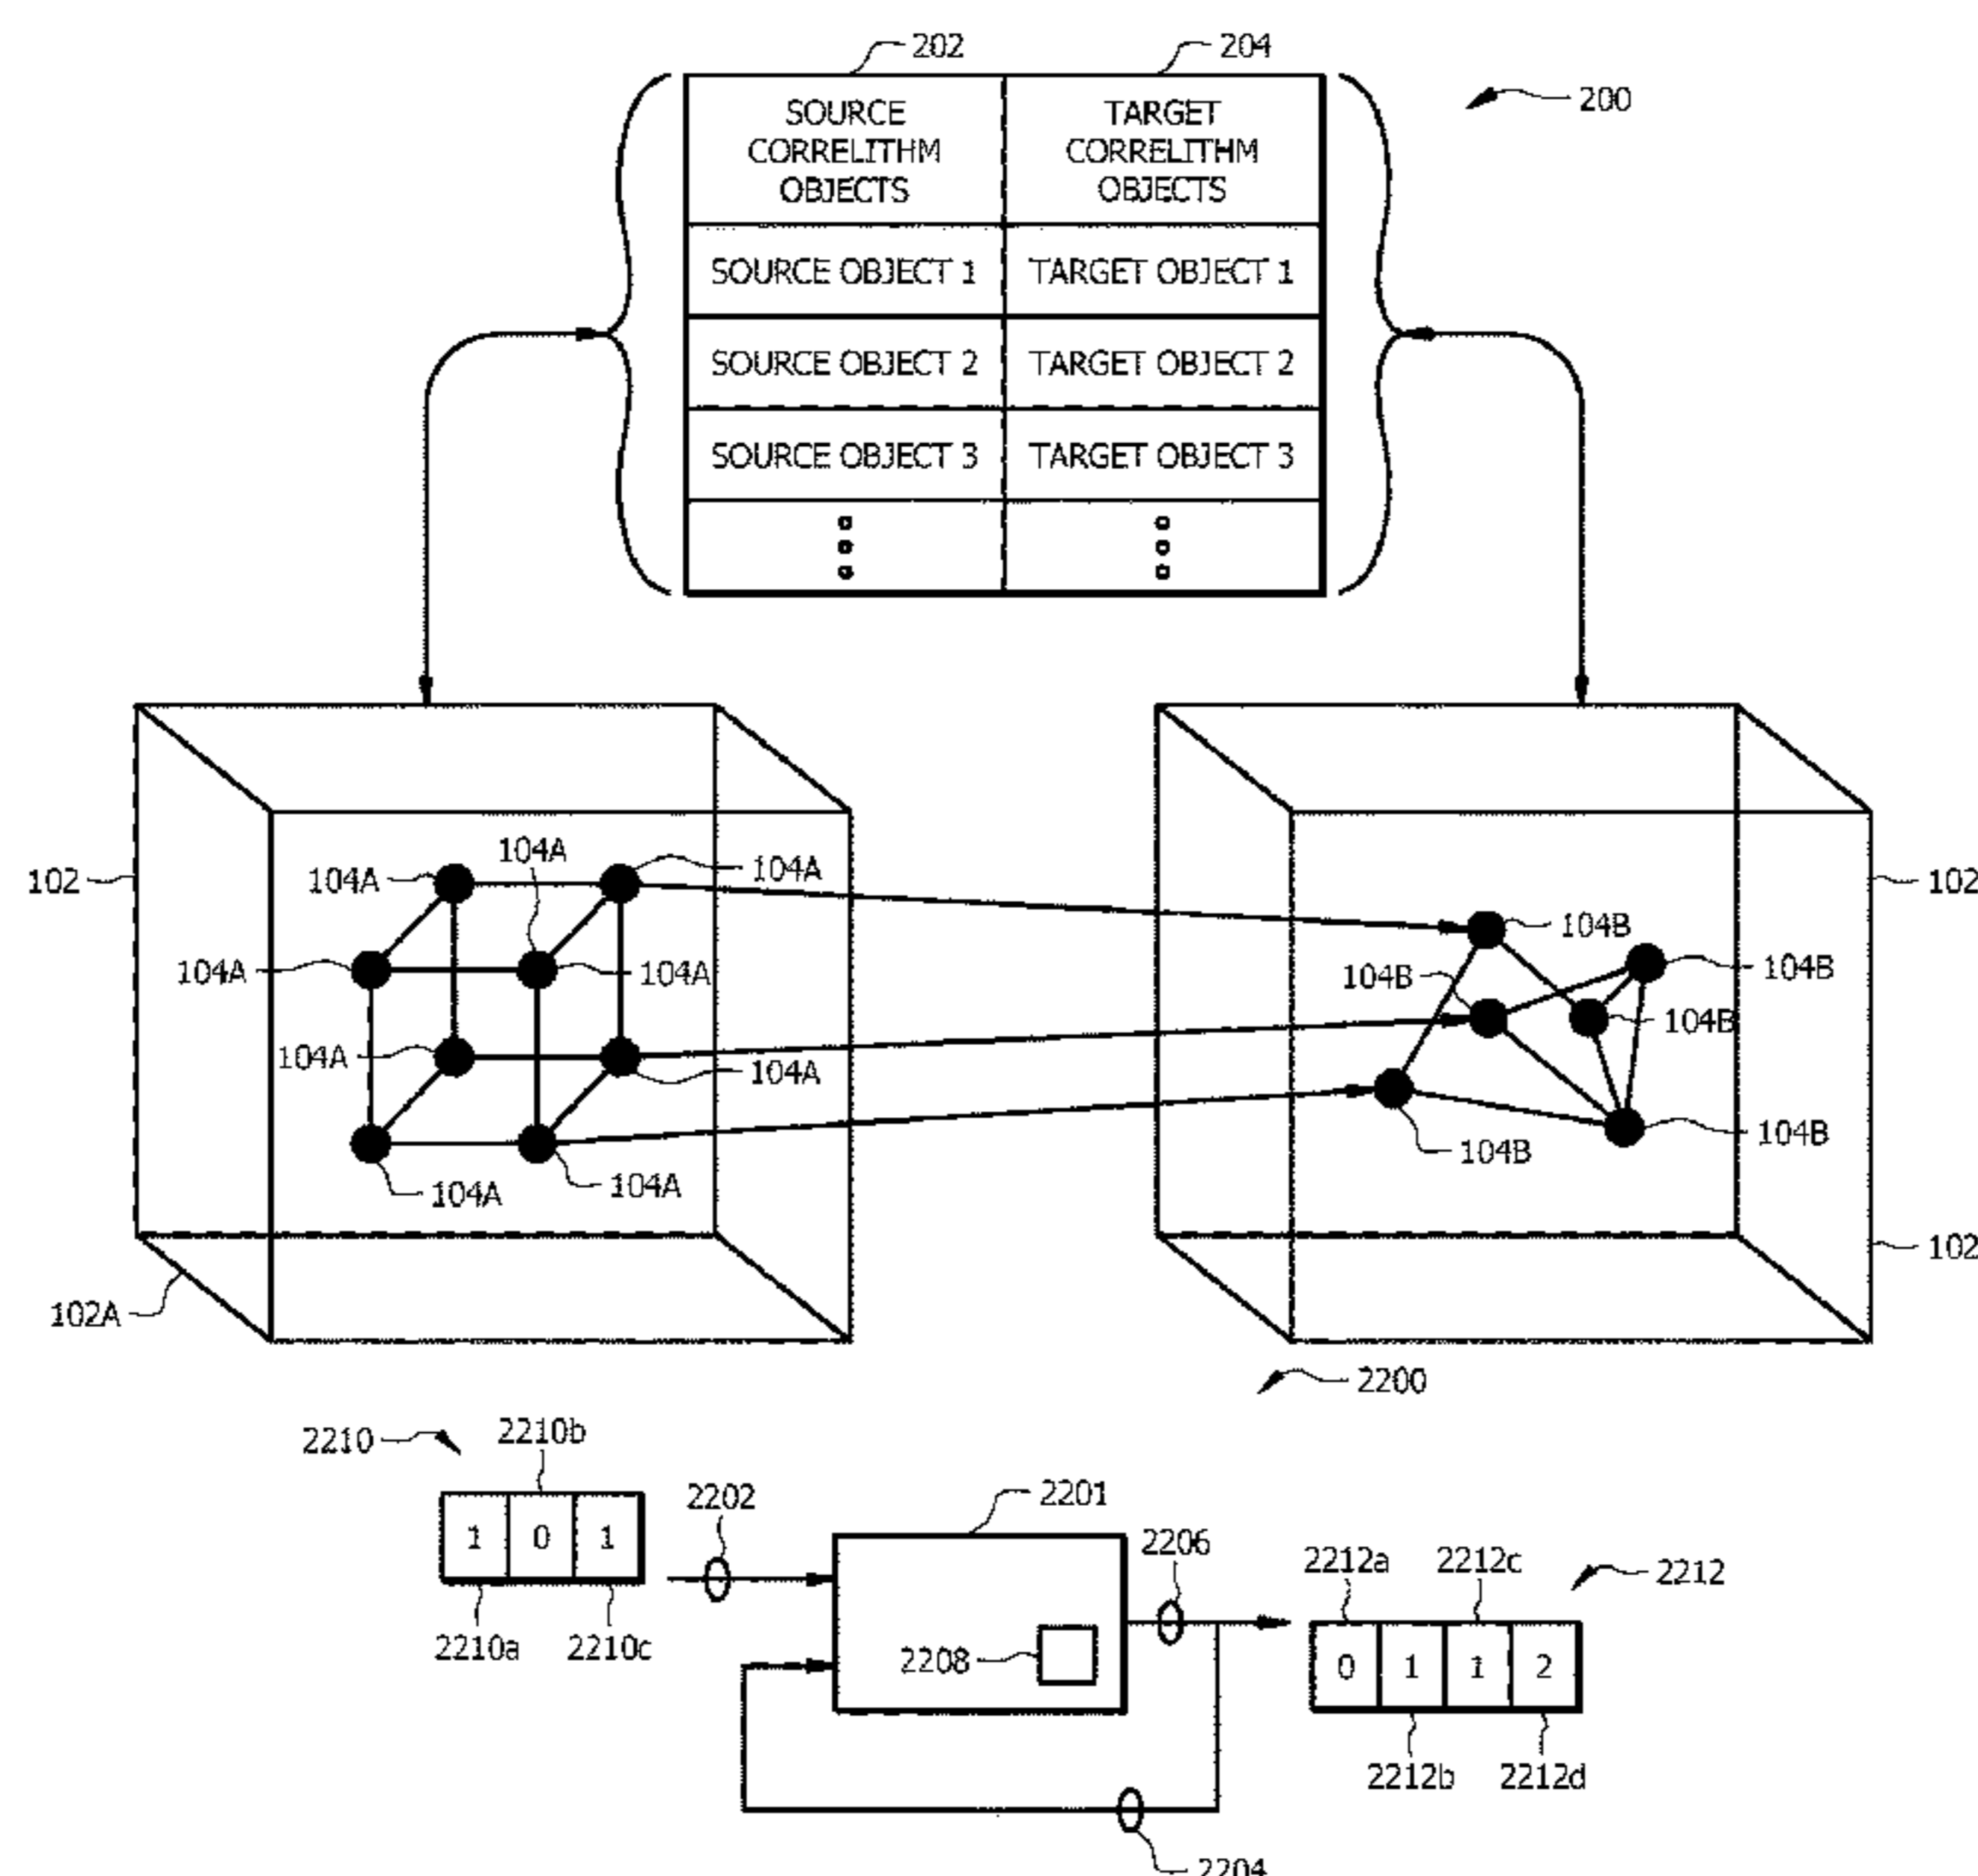 202
204
200
SOURCE
CORRELITHM
OBJECTS
TARGET
CORRELITHM
OBJECTS
SOURCE OBJECT 1
TARGET OBJECT 1
SOURCE OBJECT 2
TARGET OBJECT 2
SOURCE OBJECT 3
TARGET OBJECT 3
102
104A
104A
104A
104A
104A
104A
104A
104A
104A
102A
102
104B
104B
104B
104B
104B
104B
102
2200
2210
2210b
1 0 1
2210a
2210c
2202
2201
2208
2206
2204
2212a
2212c
2212
0 1 1 2
2212b
2212d